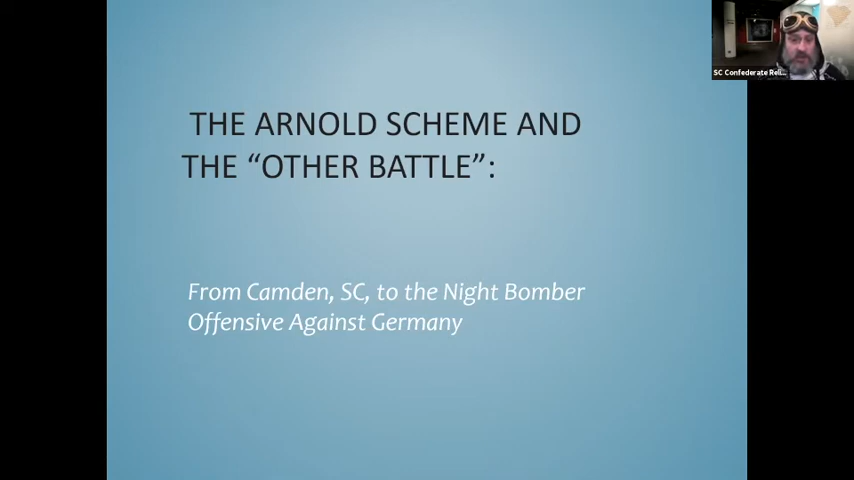 THE ARNOLD SCHEME AND
THE “OTHER BATTLE”:
From Camden, SC, to the Night Bomber
Offensive Against Germany
SC Confederate Reli...